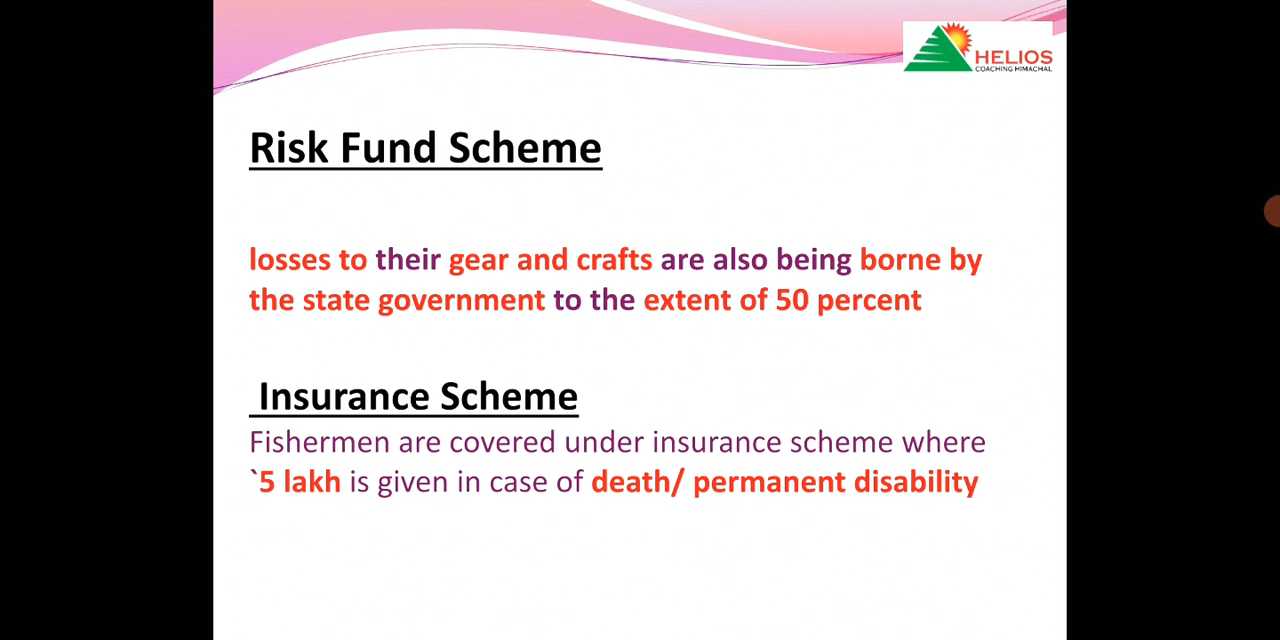 HELIOS
COACHING HIMACHAL
Risk Fund Scheme
losses to their gear and crafts are also being borne by
the state government to the extent of 50 percent
Insurance Scheme
Fishermen are covered under insurance scheme where
`5 lakh is given in case of death/ permanent disability